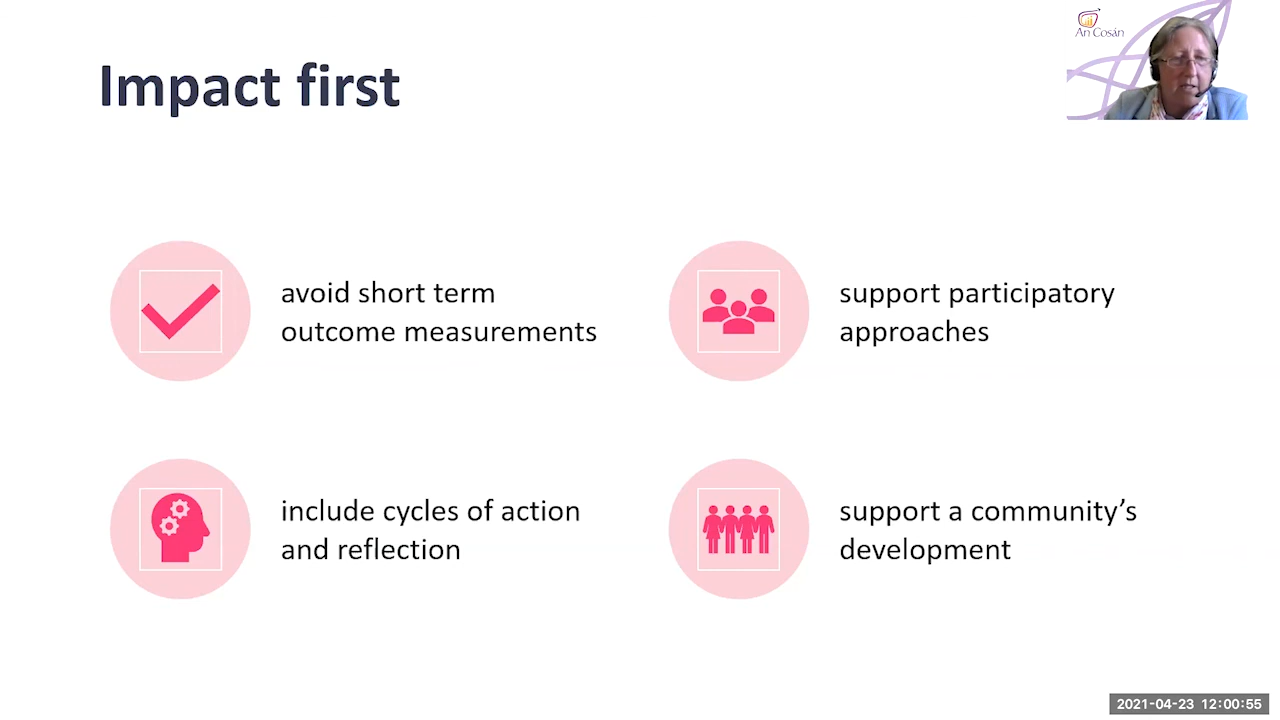 Impact first
An Cosán
avoid short term
outcome measurements
support participatory
approaches
include cycles of action
and reflection
support a community’s
development
2021-04-23 12:00:55